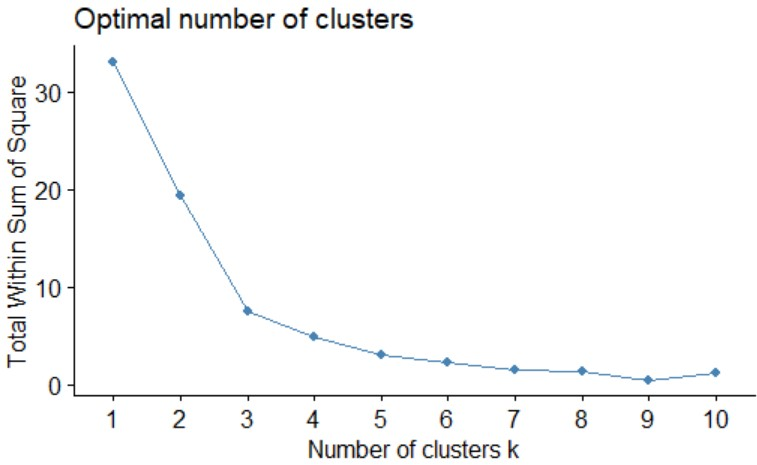 Optimal number of clusters
Total Within Sum of Square
30
20
10
0
1 2 3 4 5 6 7 8 9 10
Number of clusters k